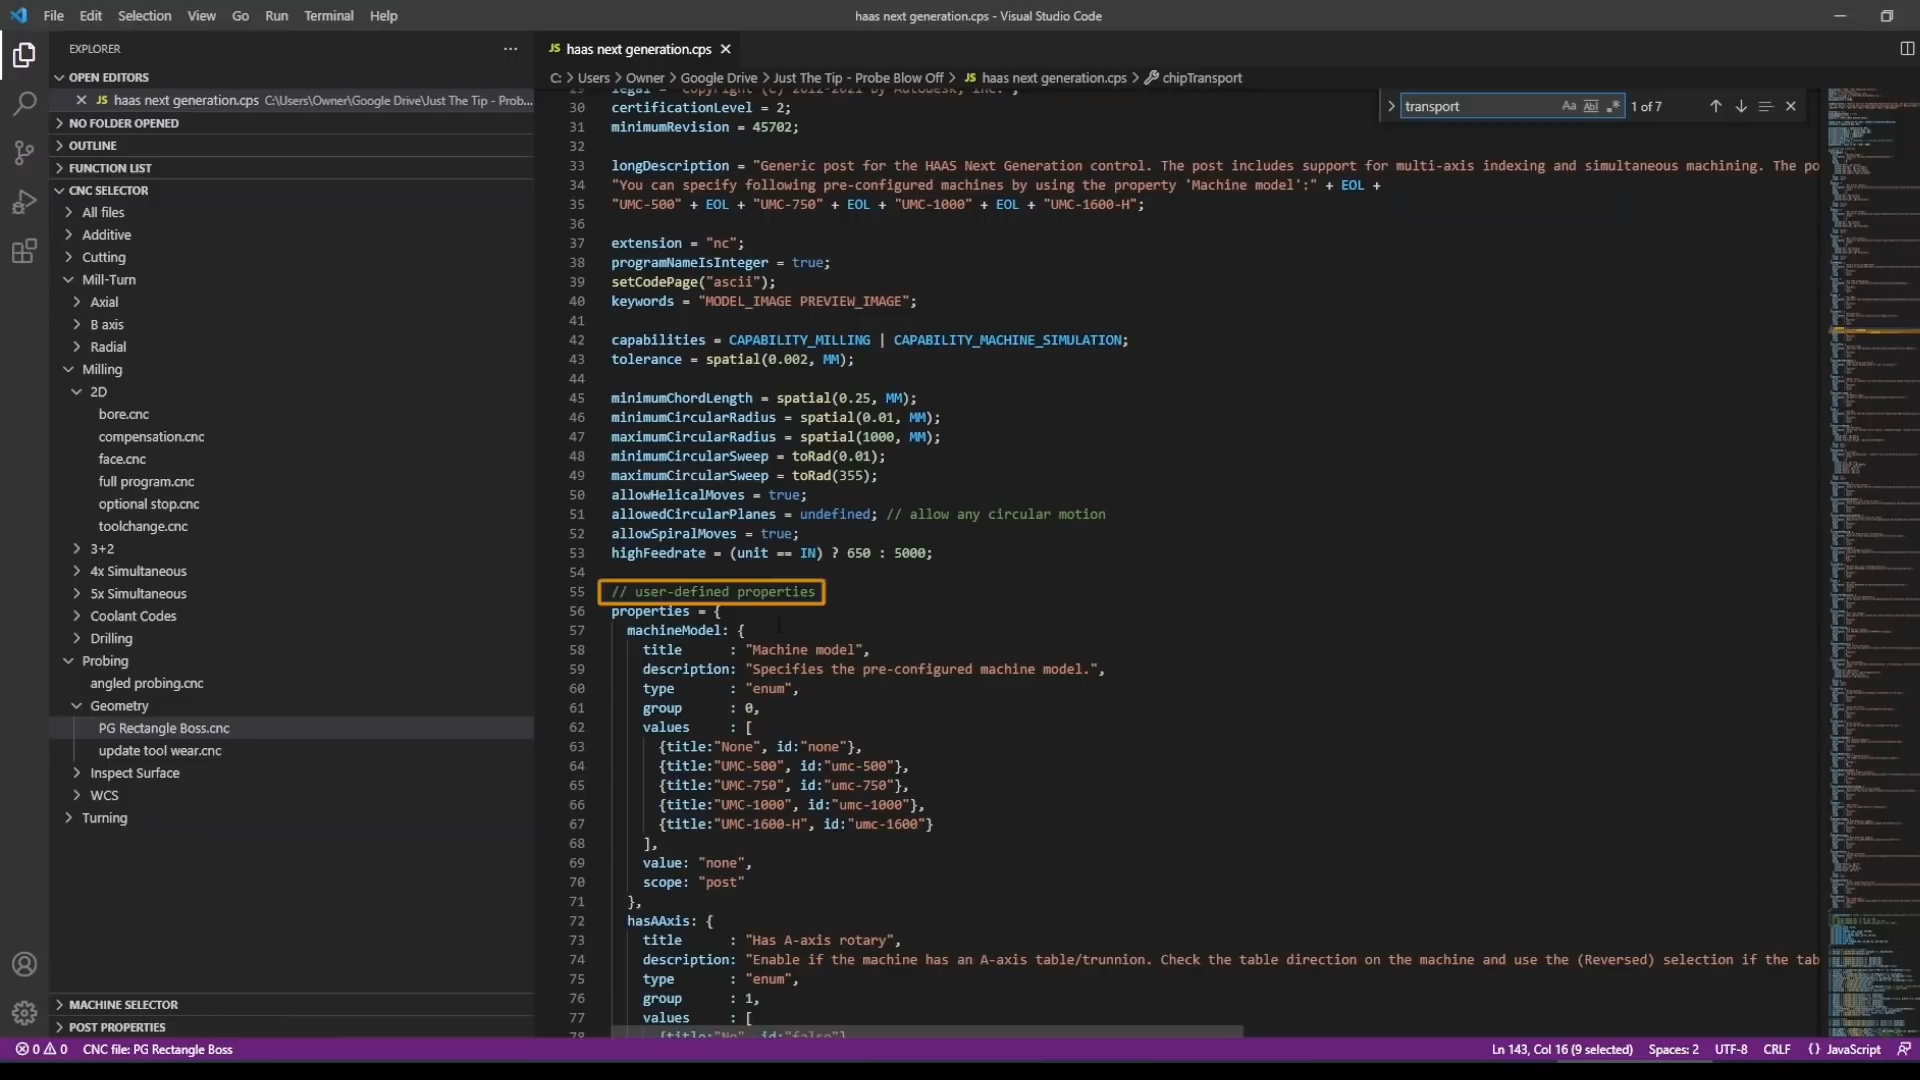 File Edit Selection View Go Run Terminal Help
haas next generation.cps - Visual Studio Code
EXPLORER
OPEN EDITORS
JS haas next generation.cps C:\Users\Owner\Google Drive\Just The Tip - Prob...
NO FOLDER OPENED
OUTLINE
FUNCTION LIST
CNC SELECTOR
All files
Additive
Cutting
Mill-Turn
Axial
B axis
Radial
Milling
2D
bore.cnc
compensation.cnc
face.cnc
full program.cnc
optional stop.cnc
toolchange.cnc
3+2
4x Simultaneous
5x Simultaneous
Coolant Codes
Drilling
Probing
angled probing.cnc
Geometry
PG Rectangle Boss.cnc
update tool wear.cnc
Inspect Surface
WCS
Turning
MACHINE SELECTOR
POST PROPERTIES
JS haas next generation.cps
C: > Users > Owner > Google Drive > Just The Tip - Probe Blow Off > JS haas next generation.cps > chipTransport
transport Aa Abl .* 1 of 7
29 legal = "Copyright (C) 2012-2021 by Autodesk, Inc.";
30 certificationLevel = 2;
31 minimumRevision = 45702;
32
33 longDescription = "Generic post for the HAAS Next Generation control. The post includes support for multi-axis indexing and simultaneous machining. The po
34 "You can specify following pre-configured machines by using the property 'Machine model':" + EOL +
35 "UMC-500" + EOL + "UMC-750" + EOL + "UMC-1000" + EOL + "UMC-1600-H";
36
37 extension = "nc";
38 programNameIsInteger = true;
39 setCodePage("ascii");
40 keywords = "MODEL_IMAGE PREVIEW_IMAGE";
41
42 capabilities = CAPABILITY_MILLING | CAPABILITY_MACHINE_SIMULATION;
43 tolerance = spatial(0.002, MM);
44
45 minimumChordLength = spatial(0.25, MM);
46 minimumCircularRadius = spatial(0.01, MM);
47 maximumCircularRadius = spatial(1000, MM);
48 minimumCircularSweep = toRad(0.01);
49 maximumCircularSweep = toRad(355);
50 allowHelicalMoves = true;
51 allowedCircularPlanes = undefined; // allow any circular motion
52 allowSpiralMoves = true;
53 highFeedrate = (unit == IN) ? 650 : 5000;
54
55 // user-defined properties
56 properties = {
57 machineModel: {
58 title : "Machine model",
59 description: "Specifies the pre-configured machine model.",
60 type : "enum",
61 group : 0,
62 values : [
63 {title:"None", id:"none"},
64 {title:"UMC-500", id:"umc-500"},
65 {title:"UMC-750", id:"umc-750"},
66 {title:"UMC-1000", id:"umc-1000"},
67 {title:"UMC-1600-H", id:"umc-1600"}
68 ],
69 value: "none",
70 scope: "post"
71 },
72 hasAAxis: {
73 title : "Has A-axis rotary",
74 description: "Enable if the machine has an A-axis table/trunnion. Check the table direction on the machine and use the (Reversed) selection if the tab
75 type : "enum",
76 group : 1,
77 values : [
78 {title:"No", id:"false"},
0 0 CNC file: PG Rectangle Boss
Ln 143, Col 16 (9 selected) Spaces: 2 UTF-8 CRLF {} JavaScript